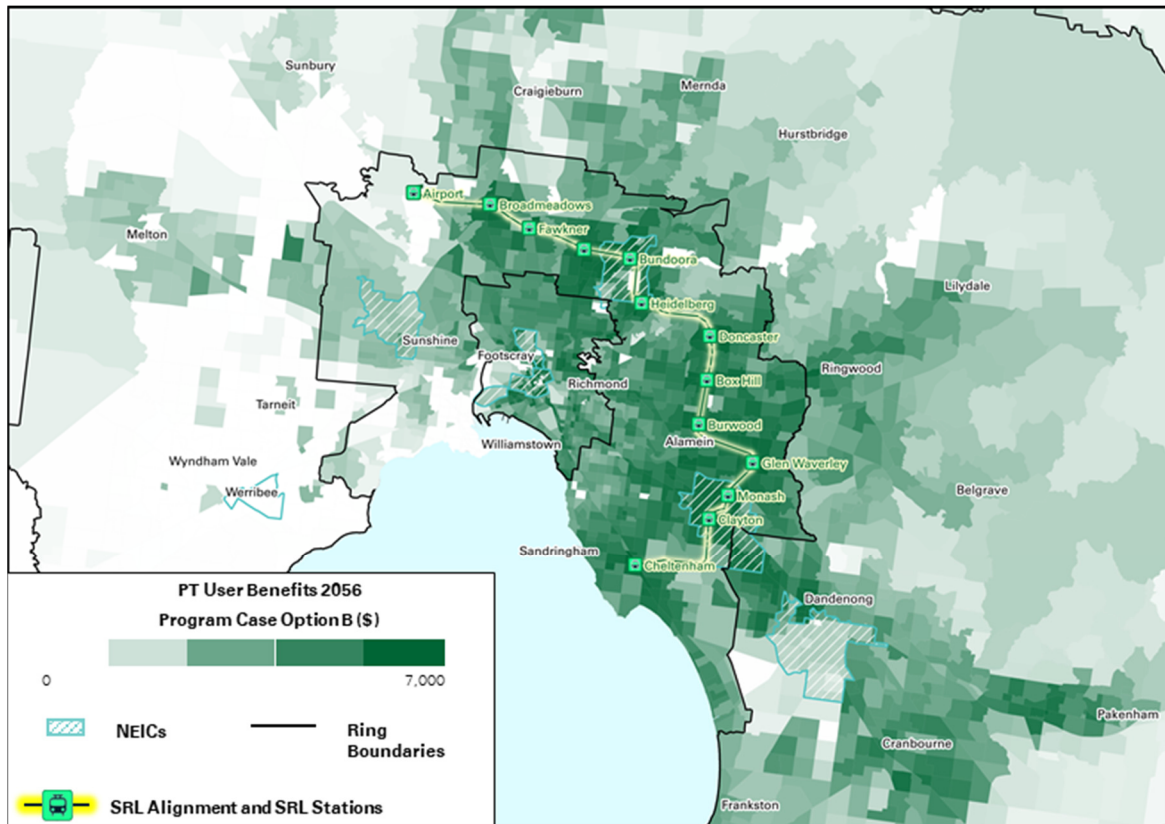 Sunbury
Craigieburn
Mernda
Hurstbridge
Airport
Broadmeadows
Fawkner
Melton
Bundoora
Lilydale
Heidelberg
Doncaster
Sunshine
Footscray
Richmond
Box Hill
Ringwood
Tarneit
Burwood
Williamstown
Alamein
Wyndham Vale
Glen Waverley
Werribee
Belgrave
Monash
Clayton
Sandringham
Cheltenham
Dandenong
Pakenham
Cranbourne
Frankston
PT User Benefits 2056
Program Case Option B ($)
0 7,000
NEICs
Ring
Boundaries
SRL Alignment and SRL Stations